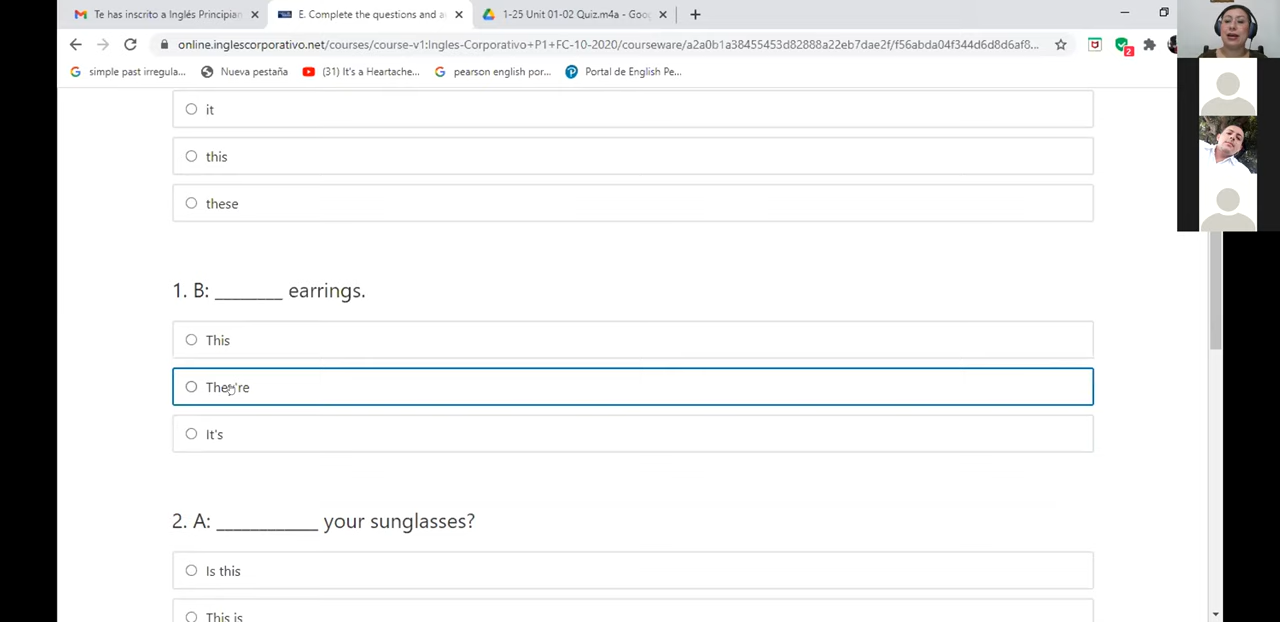 Te has inscrito a Inglés Principian
E. Complete the questions and a
1-25 Unit 01-02 Quiz.m4a - Goo
online.inglescorporativo.net/courses/course-v1:Ingles-Corporativo+P1+FC-10-2020/courseware/a2a0b1a38455453d82888a22eb7dae2f/f56abda04f344d6d8d6af8...
2
simple past irregula...
Nueva pestaña
(31) It's a Heartache...
pearson english por...
Portal de English Pe...
it
this
these
1. B: ________ earrings.
This
They're
It's
2. A: ____________ your sunglasses?
Is this
This is